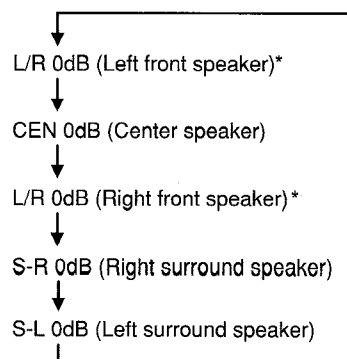 L/R 0dB (Left front speaker)*
CEN 0dB (Center speaker)
L/R 0dB (Right front speaker)*
S-R 0dB (Right surround speaker)
S-L 0dB (Left surround speaker)